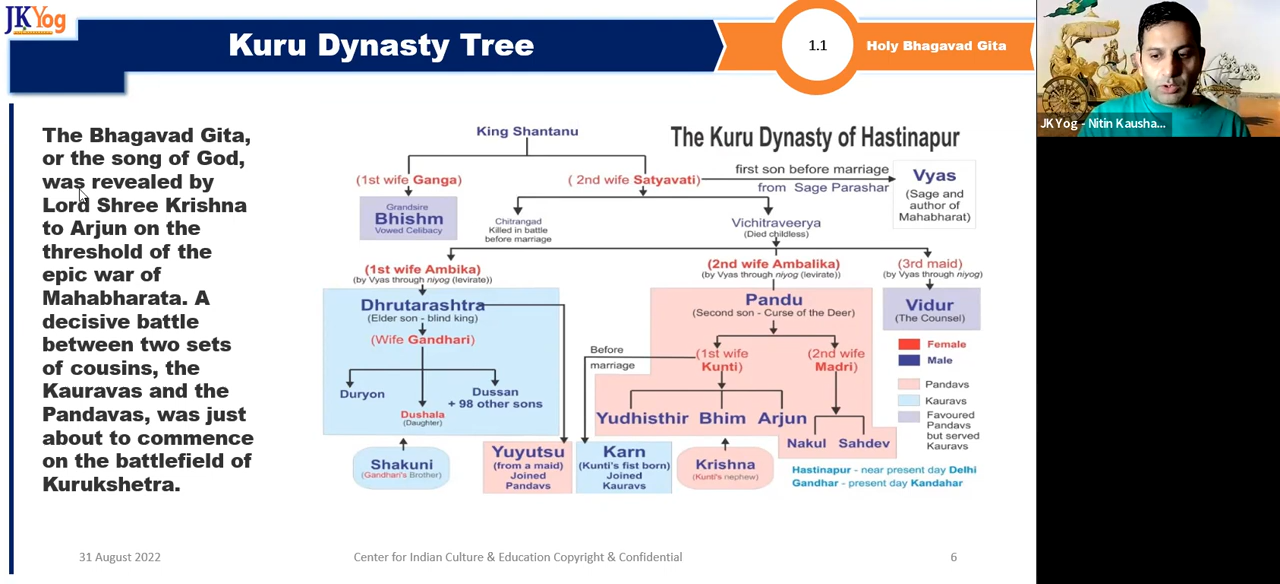 JKYog
Kuru Dynasty Tree
1.1
Holy Bhagavad Gita
JKYog - Nitin Kausha...
The Bhagavad Gita,
or the song of God,
was revealed by
Lord Shree Krishna
to Arjun on the
threshold of the
epic war of
Mahabharata. A
decisive battle
between two sets
of cousins, the
Kauravas and the
Pandavas, was just
about to commence
on the battlefield of
Kurukshetra.
The Kuru Dynasty of Hastinapur
King Shantanu
(1st wife Ganga)
(2nd wife Satyavati)
first son before marriage
from Sage Parashar
Vyas
(Sage and
author of
Mahabharat)
Grandsire
Bhishm
Vowed Celibacy
Chitrangad
Killed in battle
before marriage
Vichitraveerya
(Died childless)
(1st wife Ambika)
(by Vyas through niyog (levirate))
(2nd wife Ambalika)
(by Vyas through niyog (levirate))
(3rd maid)
(by Vyas through niyog)
Dhrutarashtra
(Elder son - blind king)
(Wife Gandhari)
Pandu
(Second son - Curse of the Deer)
Vidur
(The Counsel)
Before
marriage
(1st wife
Kunti)
(2nd wife
Madri)
Duryon
Dushala
(Daughter)
Dussan
+ 98 other sons
Yudhisthir Bhim Arjun
Nakul Sahdev
Shakuni
(Gandhari's Brother)
Yuyutsu
(from a maid)
Joined
Pandavs
Karn
(Kunti's fist born)
Joined
Kauravs
Krishna
(Kunti's nephew)
Female
Male
Pandavs
Kauravs
Favoured
Pandavs
but served
Kauravs
Hastinapur - near present day Delhi
Gandhar - present day Kandahar
31 August 2022
Center for Indian Culture & Education Copyright & Confidential
6